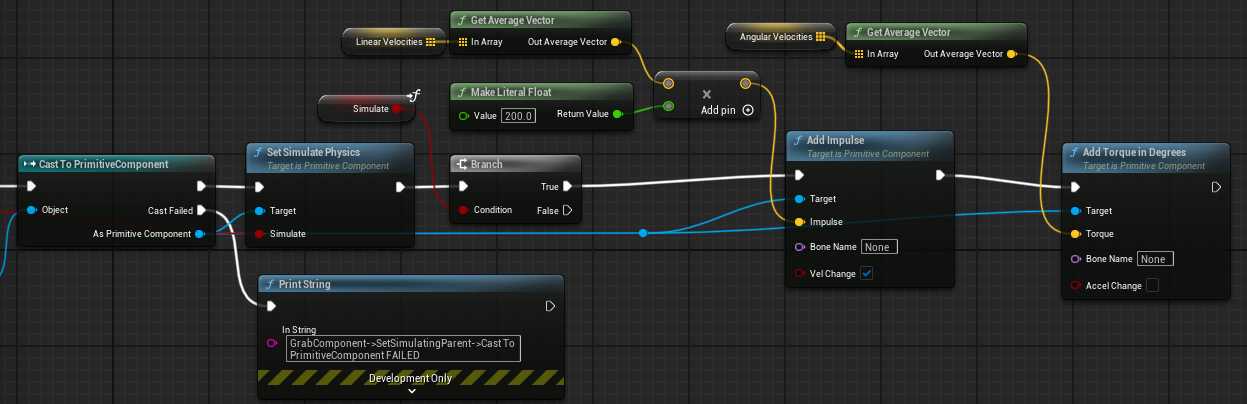 Get Average Vector
Linear Velocities
In Array
Out Average Vector
Get Average Vector
Angular Velocities
In Array
Out Average Vector
Make Literal Float
Value 200.0
Return Value
Simulate
×
Add pin
Cast To PrimitiveComponent
Object
Cast Failed
As Primitive Component
Set Simulate Physics
Target is Primitive Component
Target
Simulate
Branch
True
Condition
False
Add Impulse
Target is Primitive Component
Target
Impulse
Bone Name None
Vel Change
Add Torque in Degrees
Target is Primitive Component
Target
Torque
Bone Name None
Accel Change
Print String
In String
GrabComponent->SetSimulatingParent->Cast To
PrimitiveComponent FAILED
Development Only